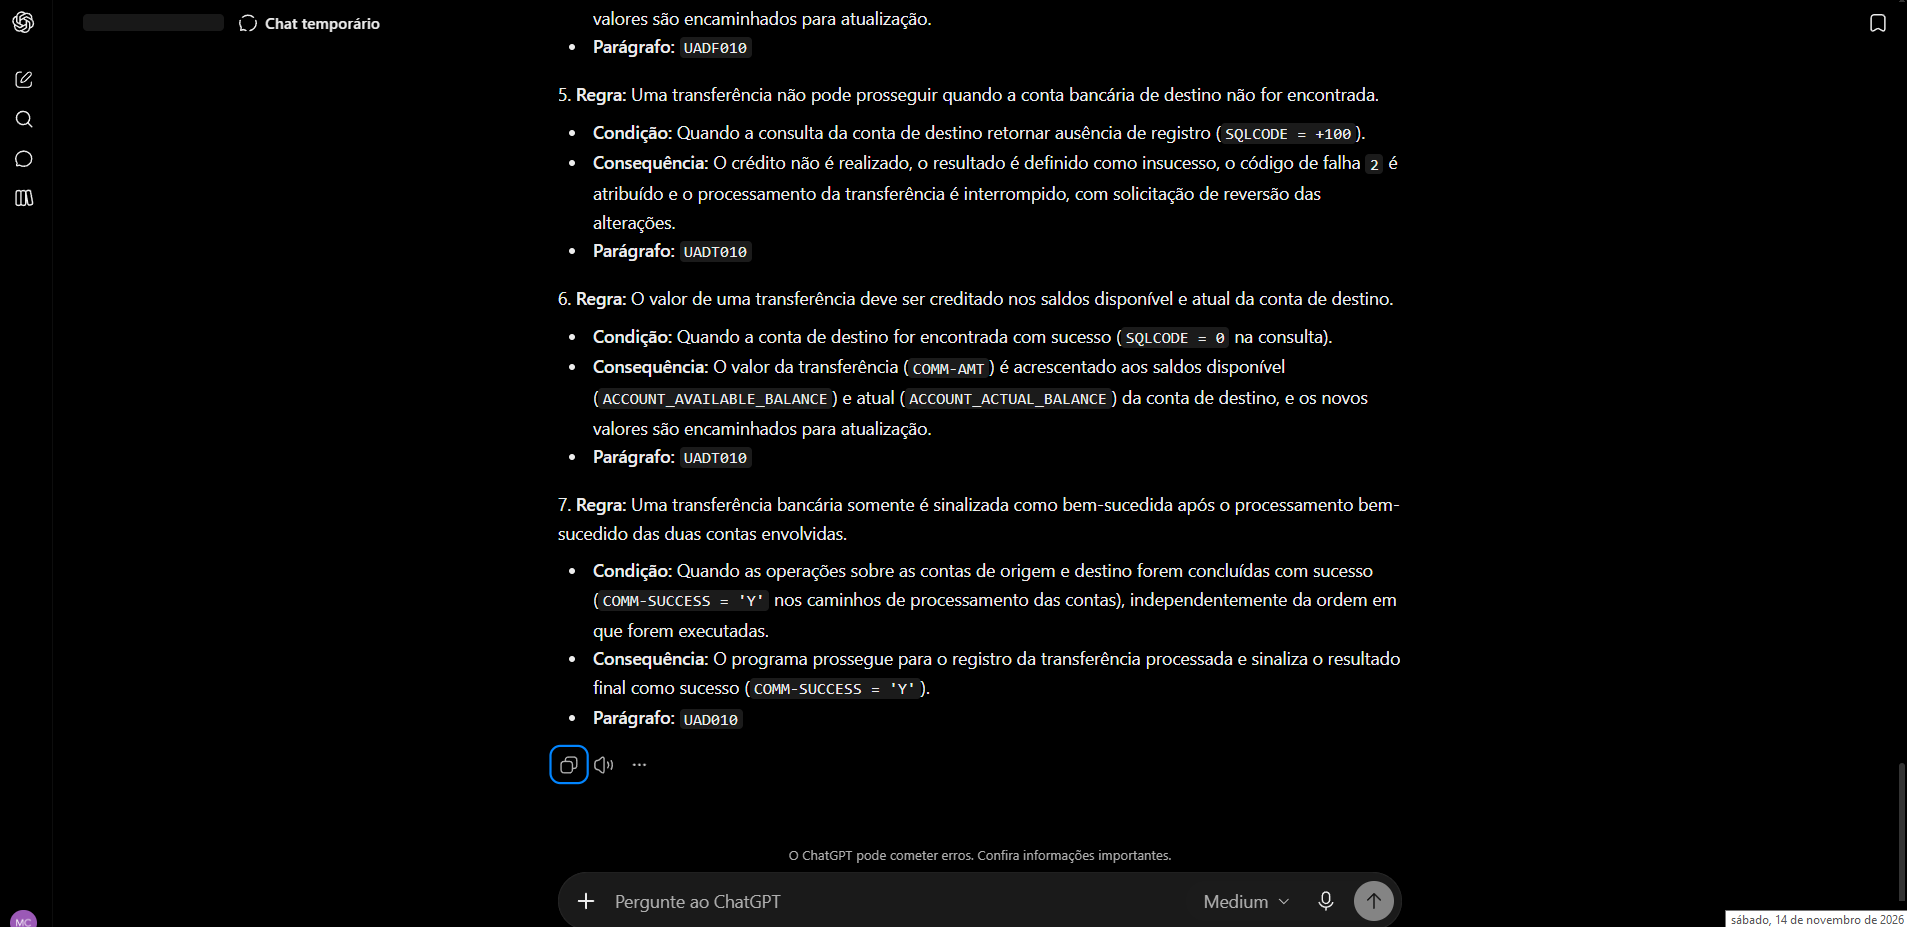 Chat temporário
valores são encaminhados para atualização.
• Parágrafo: UADF010
5. Regra: Uma transferência não pode prosseguir quando a conta bancária de destino não for encontrada.
• Condição: Quando a consulta da conta de destino retornar ausência de registro (SQLCODE = +100).
• Consequência: O crédito não é realizado, o resultado é definido como insucesso, o código de falha 2 é
atribuído e o processamento da transferência é interrompido, com solicitação de reversão das
alterações.
• Parágrafo: UADT010
6. Regra: O valor de uma transferência deve ser creditado nos saldos disponível e atual da conta de destino.
• Condição: Quando a conta de destino for encontrada com sucesso (SQLCODE = 0 na consulta).
• Consequência: O valor da transferência (COMM-AMT) é acrescentado aos saldos disponível
(ACCOUNT_AVAILABLE_BALANCE) e atual (ACCOUNT_ACTUAL_BALANCE) da conta de destino, e os novos
valores são encaminhados para atualização.
• Parágrafo: UADT010
7. Regra: Uma transferência bancária somente é sinalizada como bem-sucedida após o processamento bem-
sucedido das duas contas envolvidas.
• Condição: Quando as operações sobre as contas de origem e destino forem concluídas com sucesso
(COMM-SUCCESS = 'Y' nos caminhos de processamento das contas), independentemente da ordem em
que forem executadas.
• Consequência: O programa prossegue para o registro da transferência processada e sinaliza o resultado
final como sucesso (COMM-SUCCESS = 'Y').
• Parágrafo: UAD010
O ChatGPT pode cometer erros. Confira informações importantes.
Pergunte ao ChatGPT
Medium
MC
sábado, 14 de novembro de 2026